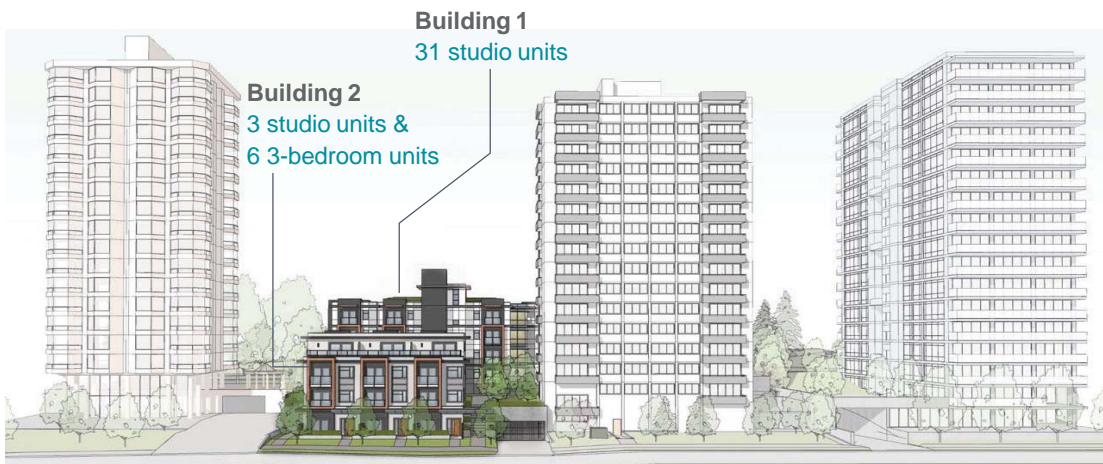 Building 1
31 studio units
Building 2
3 studio units &
6 3-bedroom units